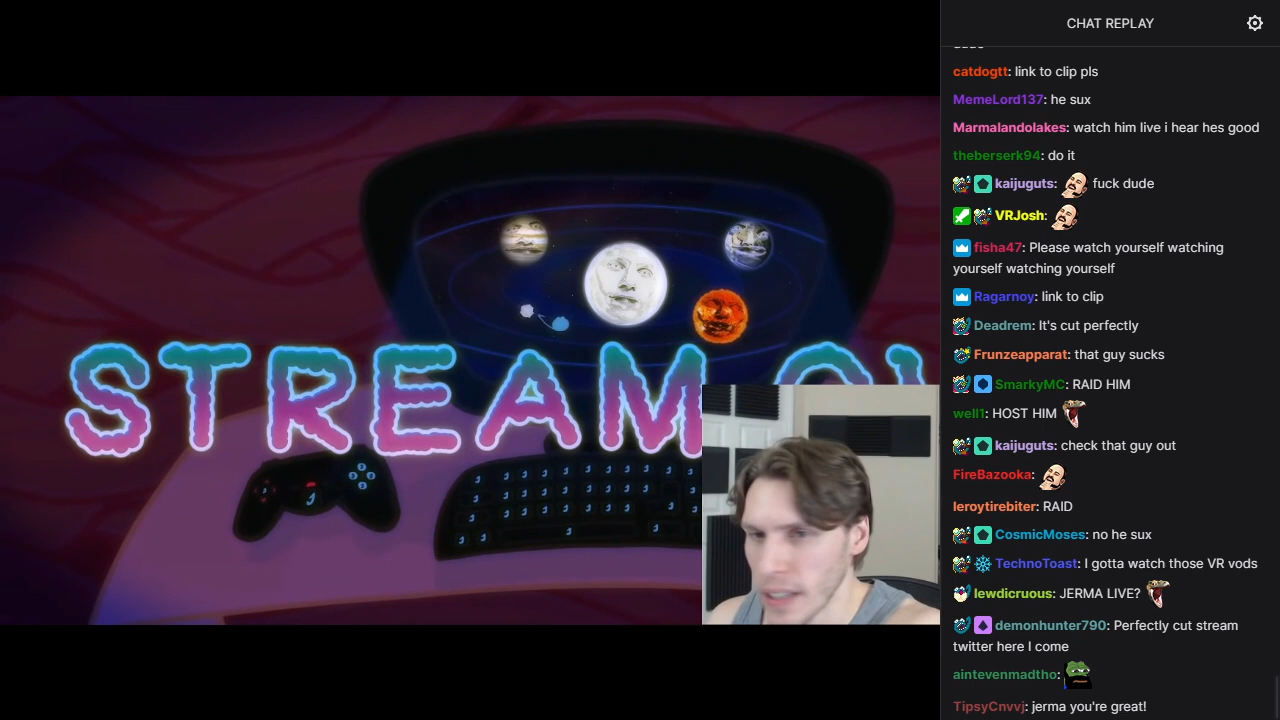 STREAM OV
CHAT REPLAY
catdogtt: link to clip pls
MemeLord137: he sux
Marmalandolakes: watch him live i hear hes good
theberserk94: do it
kaijuguts: fuck dude
VRJosh:
fisha47: Please watch yourself watching
yourself watching yourself
Ragarnoy: link to clip
Deadrem: It's cut perfectly
Frunzeapparat: that guy sucks
SmarkyMC: RAID HIM
well1: HOST HIM
kaijuguts: check that guy out
FireBazooka:
leroytirebiter: RAID
CosmicMoses: no he sux
TechnoToast: I gotta watch those VR vods
lewdicruous: JERMA LIVE?
demonhunter790: Perfectly cut stream
twitter here I come
aintevenmadtho:
TipsyCnvvj: jerma you're great!